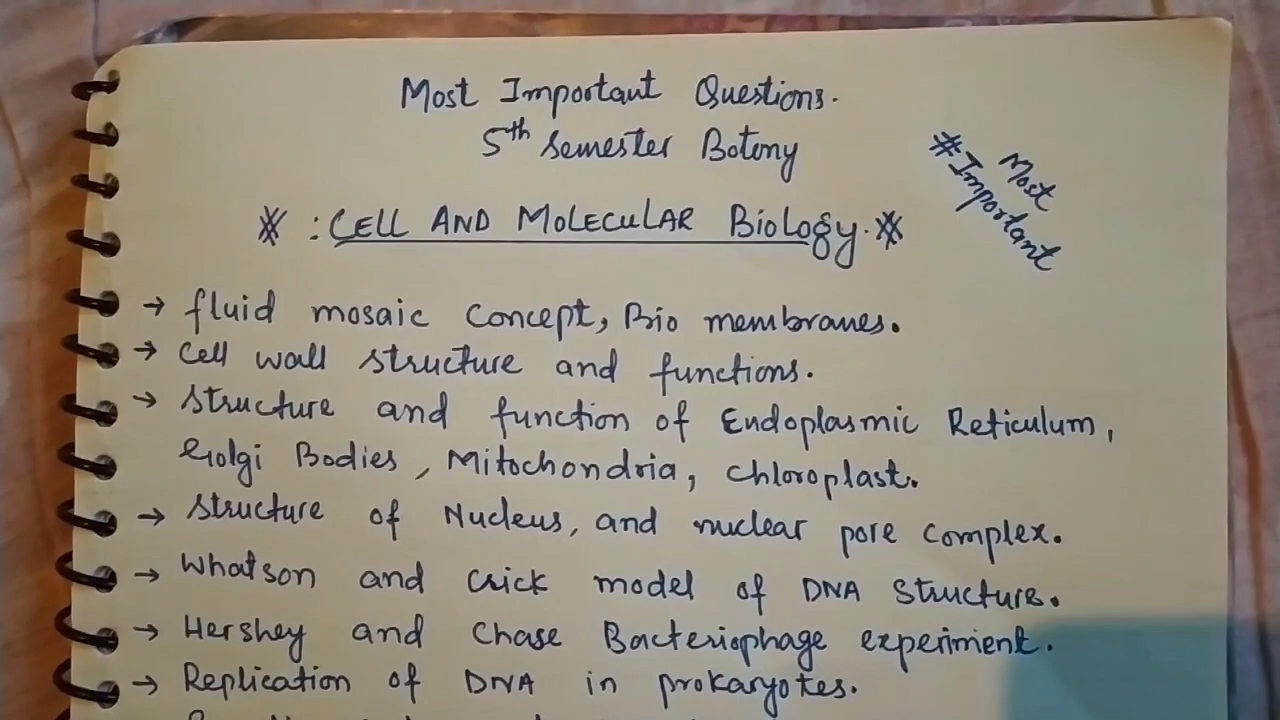 Most Important Questions.
5th Semester Botony
* Most Important
* : CELL AND MOLECULAR Biology. *
→ fluid mosaic concept, Bio membranes.
→ Cell wall structure and functions.
→ Structure and function of Endoplasmic Reticulum,
Golgi Bodies, Mitochondria, Chloroplast.
→ Structure of Nucleus, and nuclear pore complex.
→ Whatson and Crick model of DNA Structure.
→ Hershey and Chase Bacteriophage experiment.
→ Replication of DNA in prokaryotes.